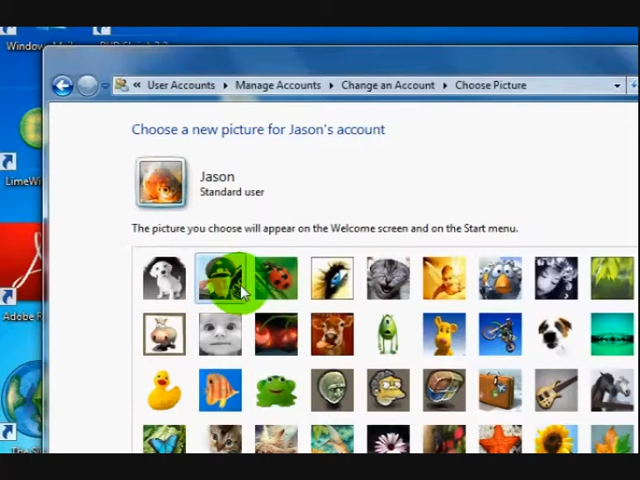 User Accounts
Manage Accounts
Change an Account
Choose Picture
LimeWi
Choose a new picture for Jason's account
Jason
Standard user
The picture you choose will appear on the Welcome screen and on the Start menu.
Adobe R